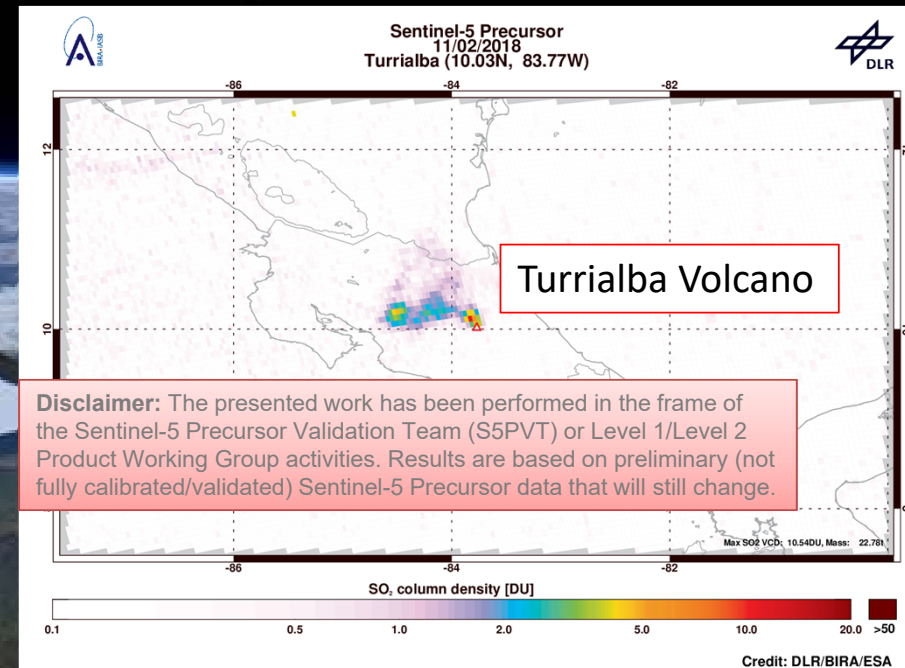 BIRA-IASB
Sentinel-5 Precursor
11/02/2018
Turrialba (10.03N, 83.77W)
DLR
-86 -84 -82
12
Turrialba Volcano
10
Disclaimer: The presented work has been performed in the frame of
the Sentinel-5 Precursor Validation Team (S5PVT) or Level 1/Level 2
Product Working Group activities. Results are based on preliminary (not
fully calibrated/validated) Sentinel-5 Precursor data that will still change.
Max SO2 VCD: 10.54DU, Mass: 22.78t
-86 -84 -82
SO₂ column density [DU]
0.1 0.5 1.0 2.0 5.0 10.0 20.0 >50
Credit: DLR/BIRA/ESA